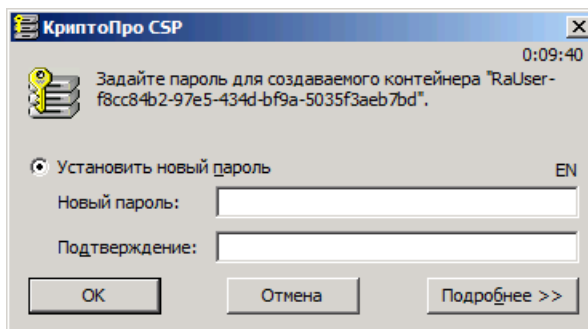 КриптоПро CSP
0:09:40
Задайте пароль для создаваемого контейнера "RaUser-
f8cc84b2-97e5-434d-bf9a-5035f3aeb7bd".
Установить новый пароль
EN
Новый пароль:
Подтверждение:
ОК
Отмена
Подробнее >>